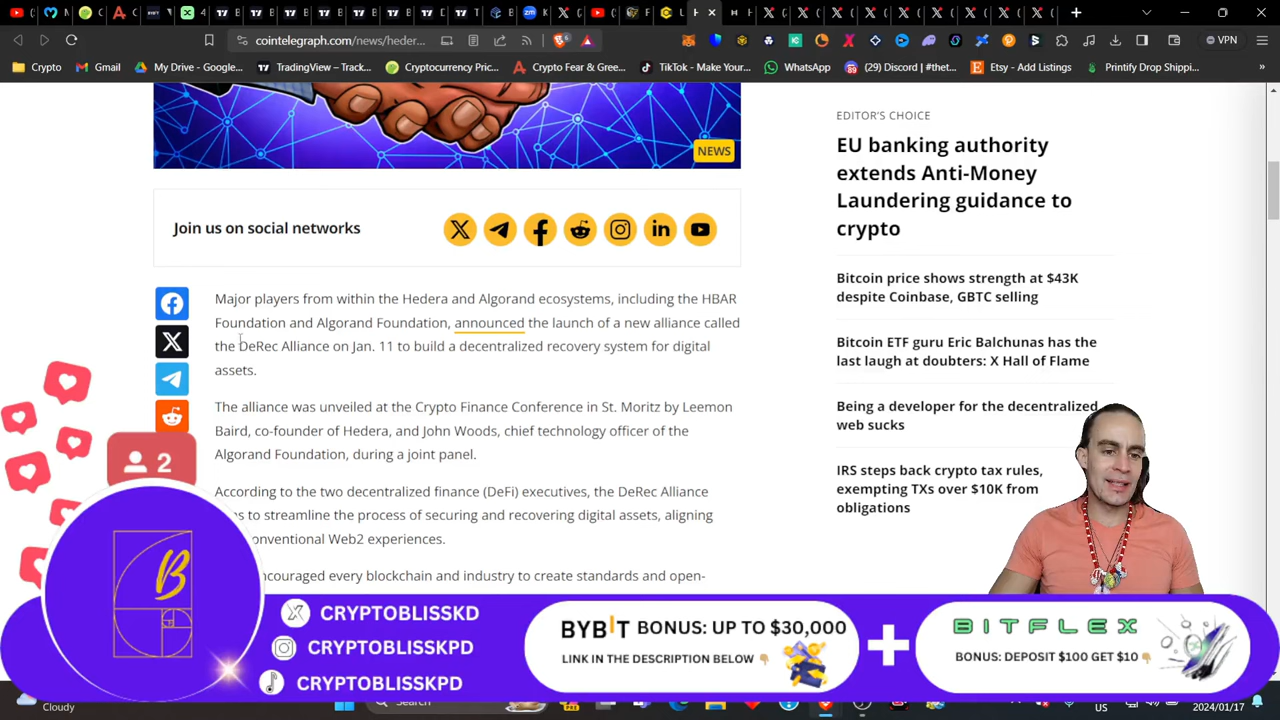 cointelegraph.com/news/heder...
VPN
Crypto
Gmail
My Drive - Google...
TradingView – Track...
Cryptocurrency Pric...
Crypto Fear & Gree...
TikTok - Make Your...
WhatsApp
(29) Discord | #thet...
Etsy - Add Listings
Printify Drop Shippi...
NEWS
Join us on social networks
Major players from within the Hedera and Algorand ecosystems, including the HBAR
Foundation and Algorand Foundation, announced the launch of a new alliance called
the DeRec Alliance on Jan. 11 to build a decentralized recovery system for digital
assets.
The alliance was unveiled at the Crypto Finance Conference in St. Moritz by Leemon
Baird, co-founder of Hedera, and John Woods, chief technology officer of the
Algorand Foundation, during a joint panel.
According to the two decentralized finance (DeFi) executives, the DeRec Alliance
to streamline the process of securing and recovering digital assets, aligning
onventional Web2 experiences.
ncouraged every blockchain and industry to create standards and open-
EDITOR'S CHOICE
EU banking authority
extends Anti-Money
Laundering guidance to
crypto
Bitcoin price shows strength at $43K
despite Coinbase, GBTC selling
Bitcoin ETF guru Eric Balchunas has the
last laugh at doubters: X Hall of Flame
Being a developer for the decentralized
web sucks
IRS steps back crypto tax rules,
exempting TXs over $10K from
obligations
2
B
CRYPTOBLISSKD
CRYPTOBLISSKPD
CRYPTOBLISSKPD
BYBIT BONUS: UP TO $30,000
LINK IN THE DESCRIPTION BELOW
+
BITFLEX
BONUS: DEPOSIT $100 GET $10
Cloudy
Search
US
2024/01/17